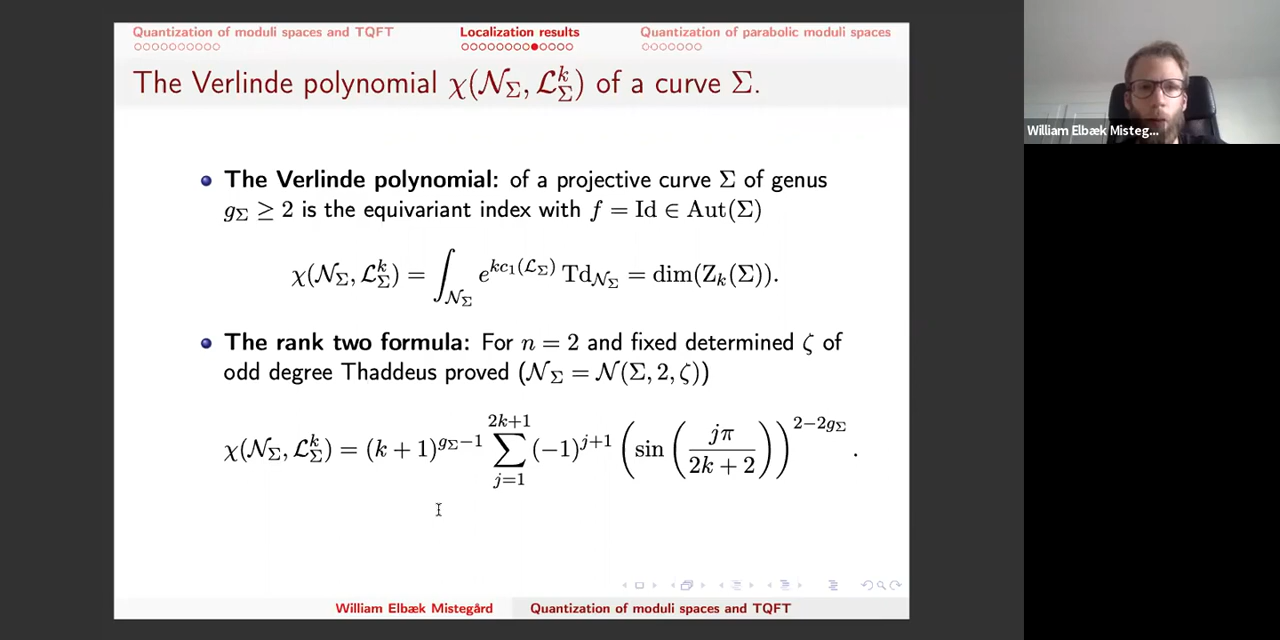 Quantization of moduli spaces and TQFT Localization results Quantization of parabolic moduli spaces
The Verlinde polynomial χ(𝒩_Σ, ℒ_Σ^k) of a curve Σ.
The Verlinde polynomial: of a projective curve Σ of genus
g_Σ ≥ 2 is the equivariant index with f = Id ∈ Aut(Σ)
χ(𝒩_Σ, ℒ_Σ^k) = ∫_{𝒩_Σ} e^{kc₁(ℒ_Σ)} Td_{𝒩_Σ} = dim(Z_k(Σ)).
The rank two formula: For n = 2 and fixed determined ζ of
odd degree Thaddeus proved (𝒩_Σ = 𝒩(Σ, 2, ζ))
χ(𝒩_Σ, ℒ_Σ^k) = (k + 1)^{g_Σ−1} ∑_{j=1}^{2k+1} (−1)^{j+1} (sin(jπ/(2k + 2)))^{2−2g_Σ}.
William Elbæk Mistegård Quantization of moduli spaces and TQFT
William Elbæk Misteg...